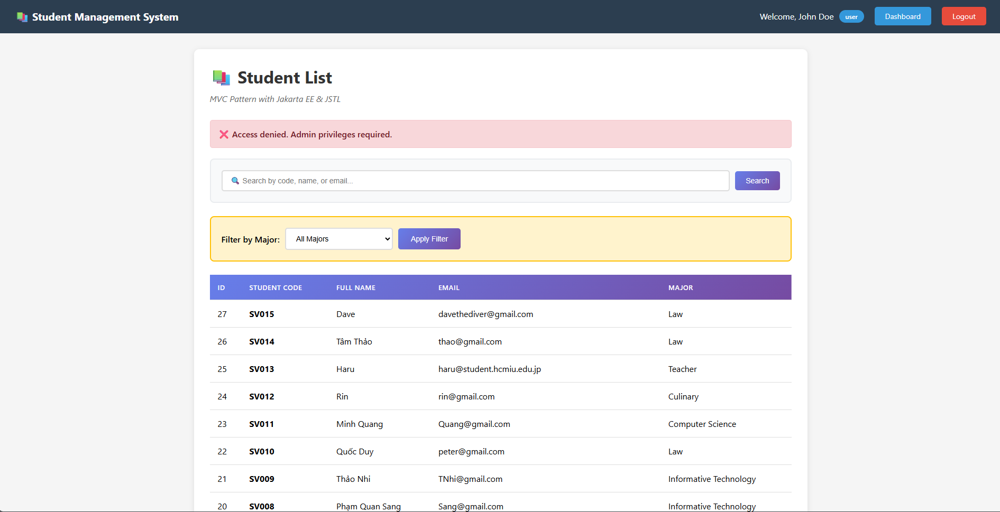 Student Management System
Welcome, John Doe user Dashboard Logout
Student List
MVC Pattern with Jakarta EE & JSTL
Access denied. Admin privileges required.
Search by code, name, or email... Search
Filter by Major: All Majors Apply Filter
ID STUDENT CODE FULL NAME EMAIL MAJOR
27 SV015 Dave davethediver@gmail.com Law
26 SV014 Tâm Thảo thao@gmail.com Law
25 SV013 Haru haru@student.hcmiu.edu.jp Teacher
24 SV012 Rin rin@gmail.com Culinary
23 SV011 Minh Quang Quang@gmail.com Computer Science
22 SV010 Quốc Duy peter@gmail.com Law
21 SV009 Thảo Nhi TNhi@gmail.com Informative Technology
20 SV008 Phạm Quan Sang Sang@gmail.com Informative Technology